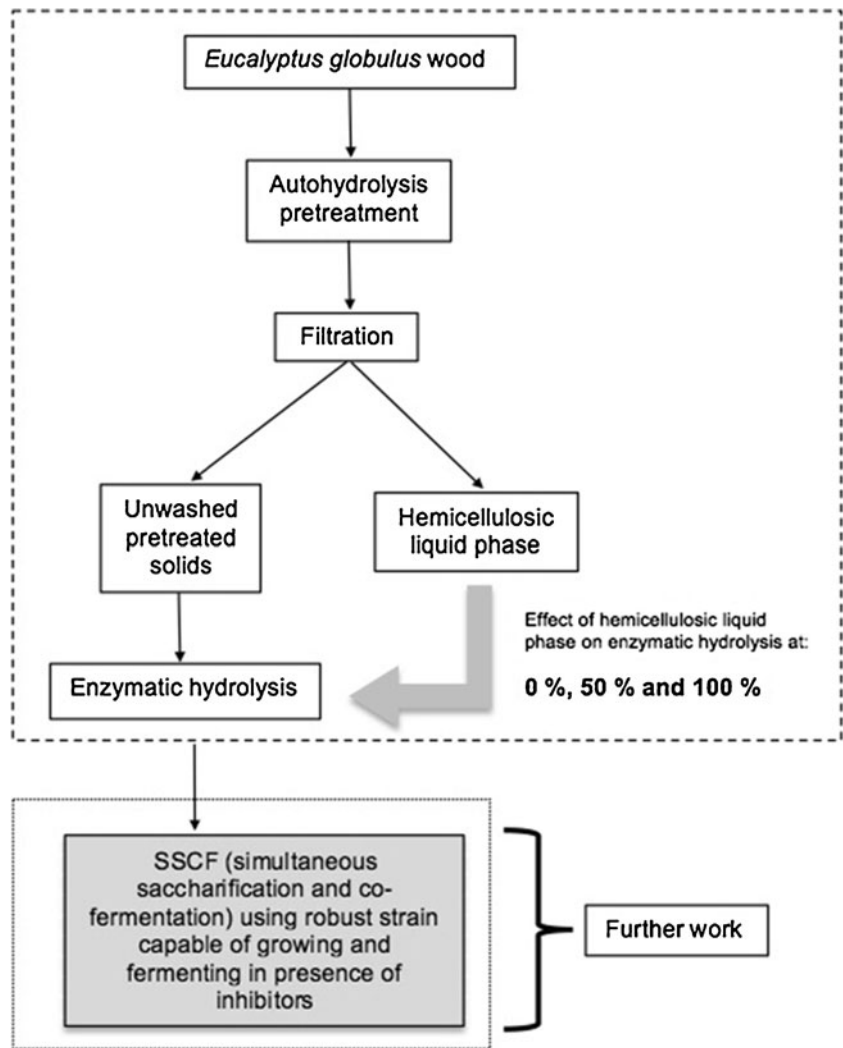 Eucalyptus globulus wood
Autohydrolysis
pretreatment
Filtration
Unwashed
pretreated
solids
Hemicellulosic
liquid phase
Effect of hemicellulosic liquid
phase on enzymatic hydrolysis at:
0 %, 50 % and 100 %
Enzymatic hydrolysis
SSCF (simultaneous
saccharification and co-
fermentation) using robust strain
capable of growing and
fermenting in presence of
inhibitors
Further work